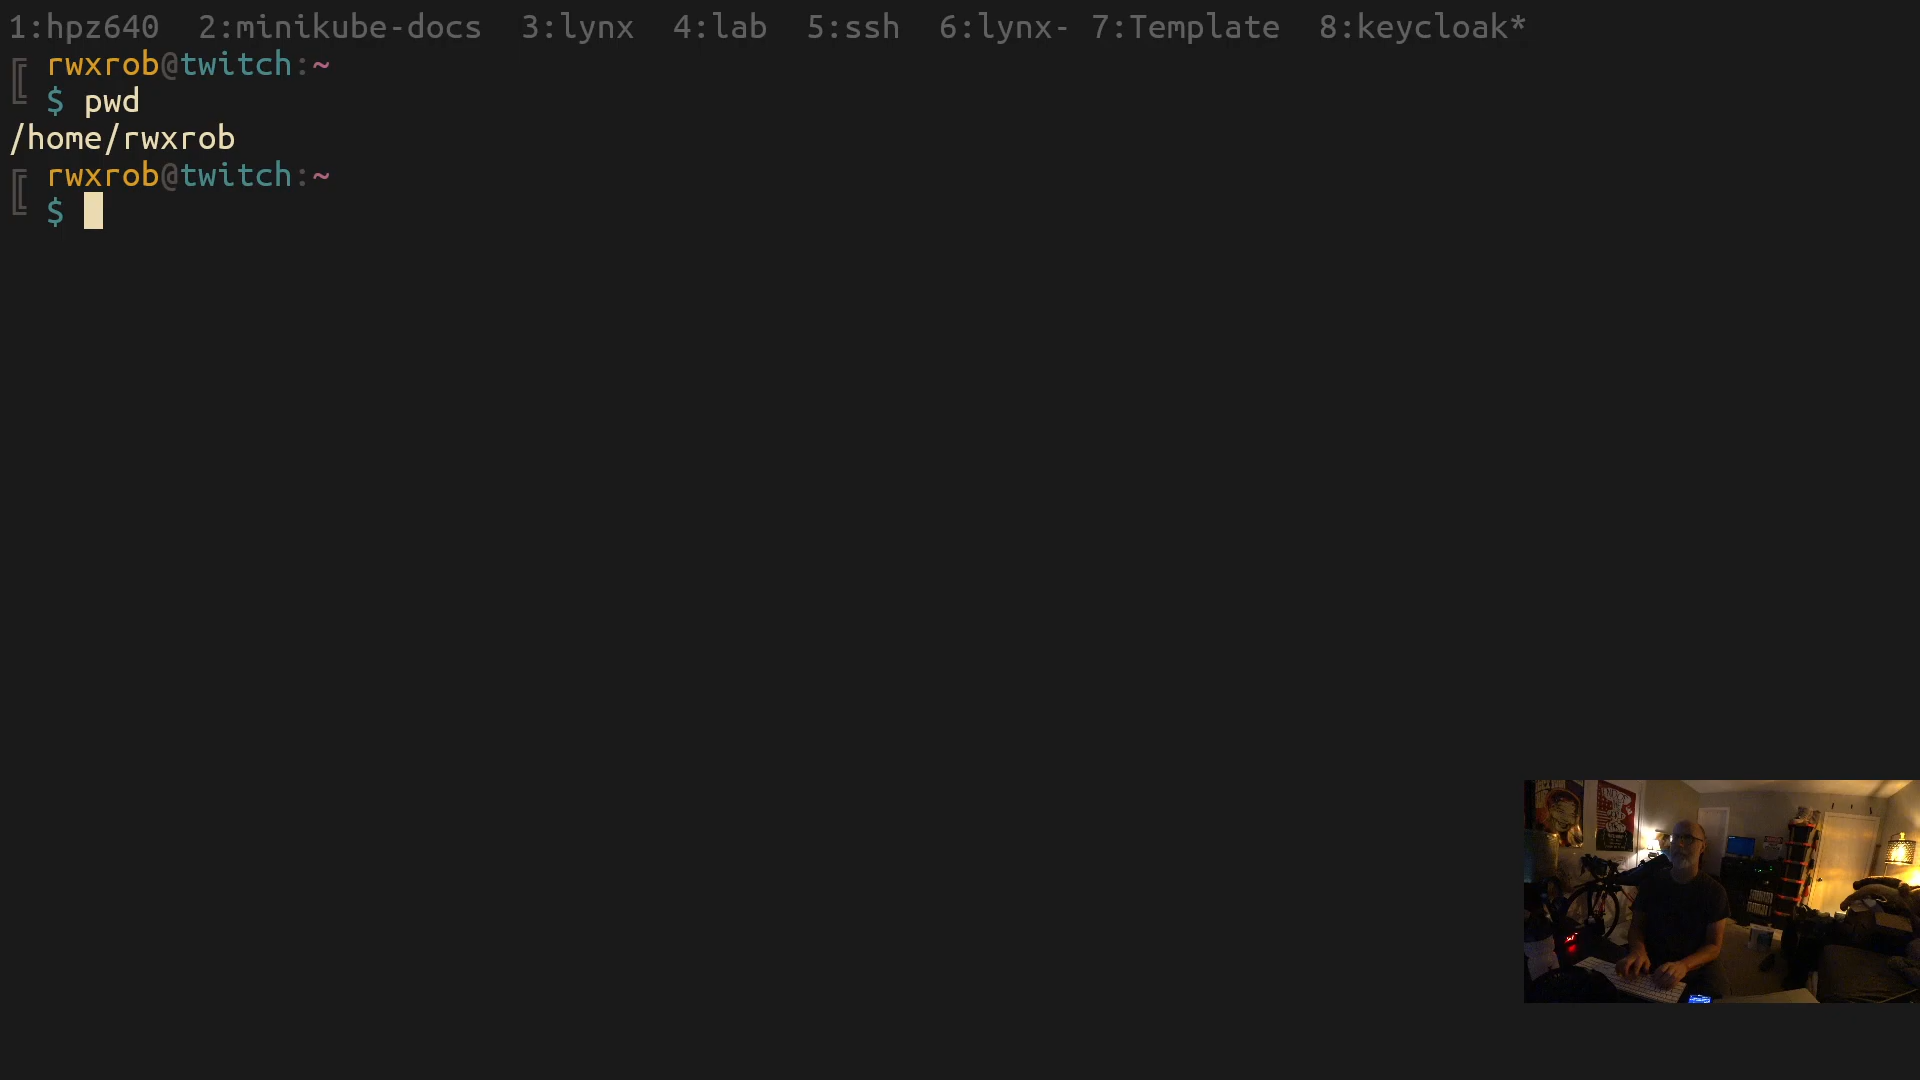 1:hpz640  2:minikube-docs  3:lynx  4:lab  5:ssh  6:lynx- 7:Template  8:keycloak*
rwxrob@twitch:~
$ pwd
/home/rwxrob
rwxrob@twitch:~
$